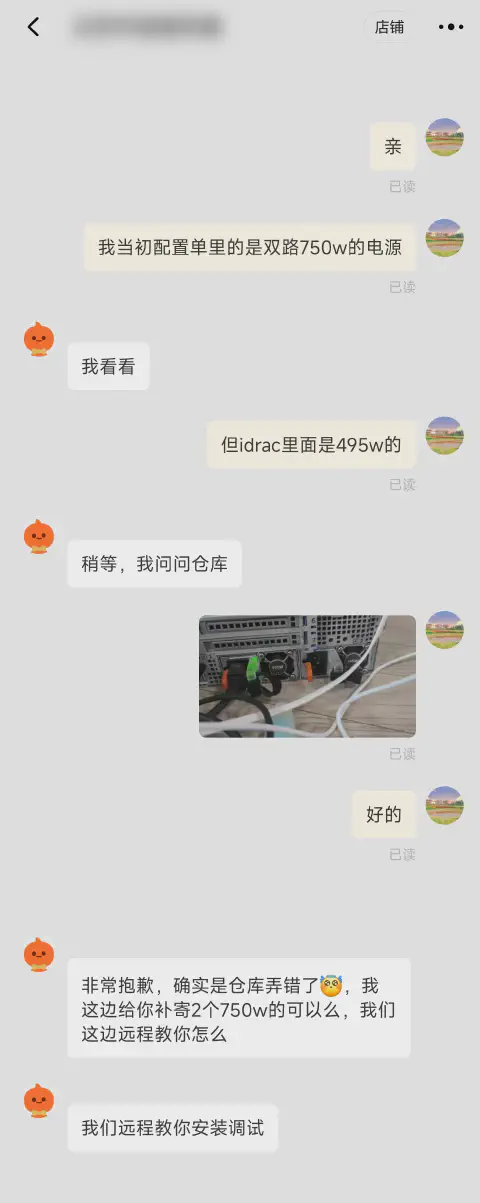 店铺
亲
已读
我当初配置单里的是双路750w的电源
已读
我看看
但idrac里面是495w的
已读
稍等，我问问仓库
已读
好的
已读
非常抱歉，确实是仓库弄错了😇，我
这边给你补寄2个750w的可以么，我们
这边远程教你怎么
我们远程教你安装调试